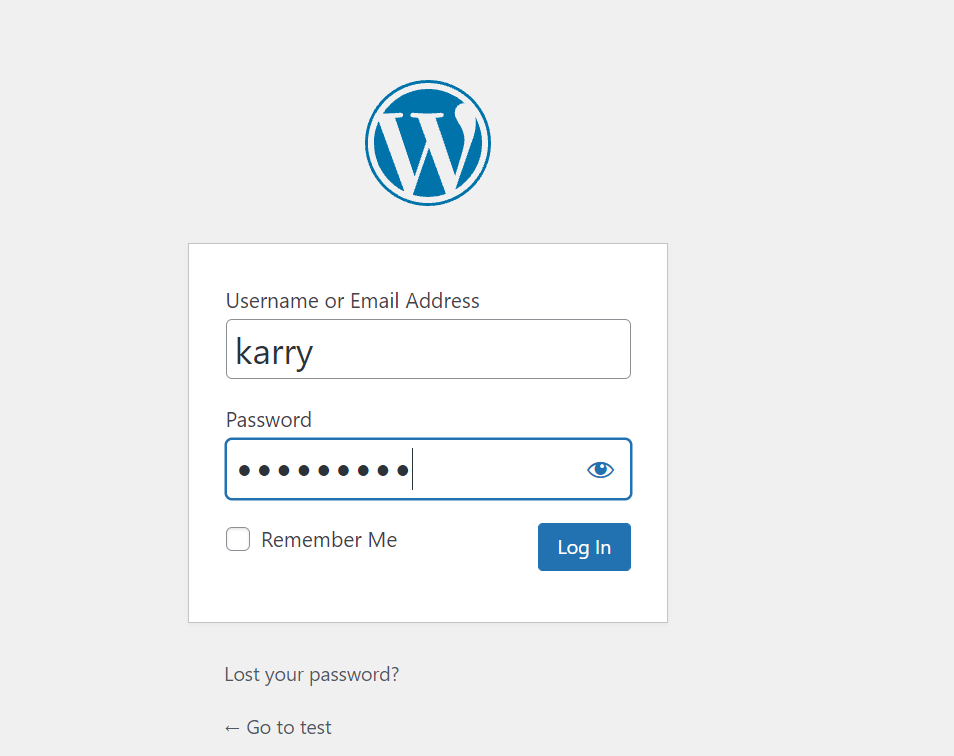 Username or Email Address
karry
Password
●●●●●●●●●
Remember Me
Log In
Lost your password?
← Go to test